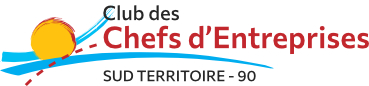 Club des
Chefs d'Entreprises
SUD TERRITOIRE - 90